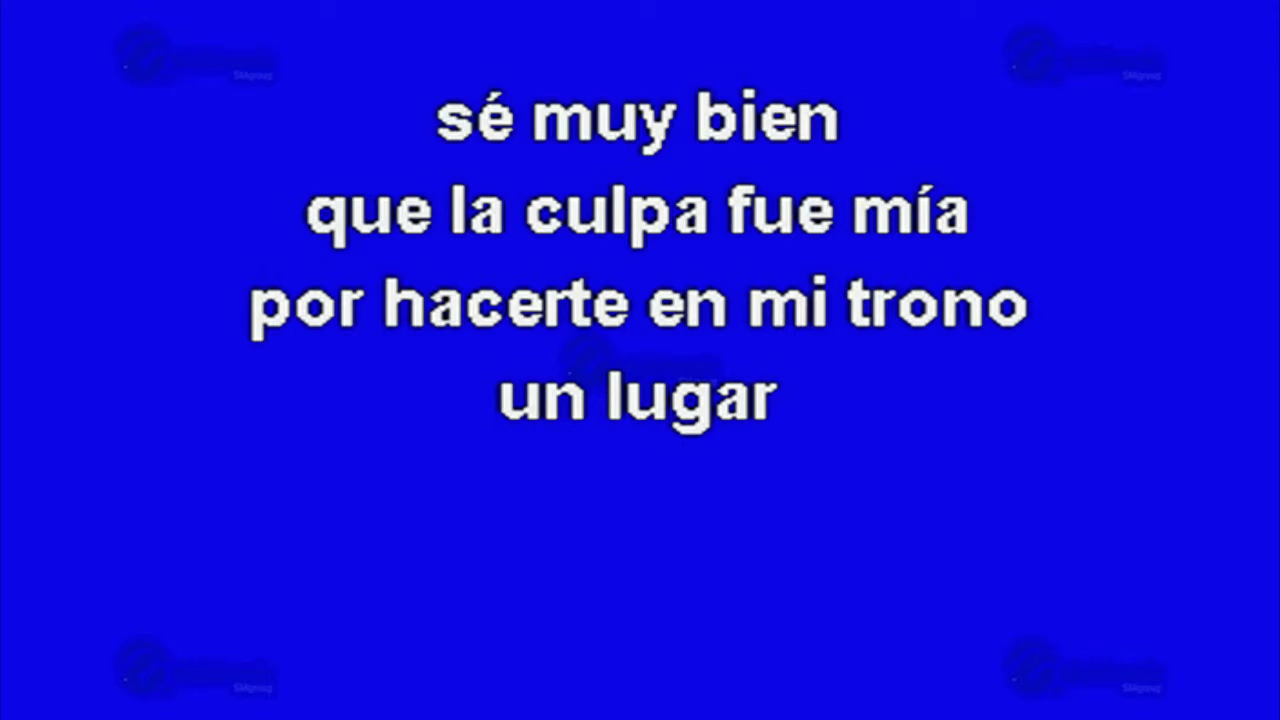 sé muy bien
que la culpa fue mía
por hacerte en mi trono
un lugar